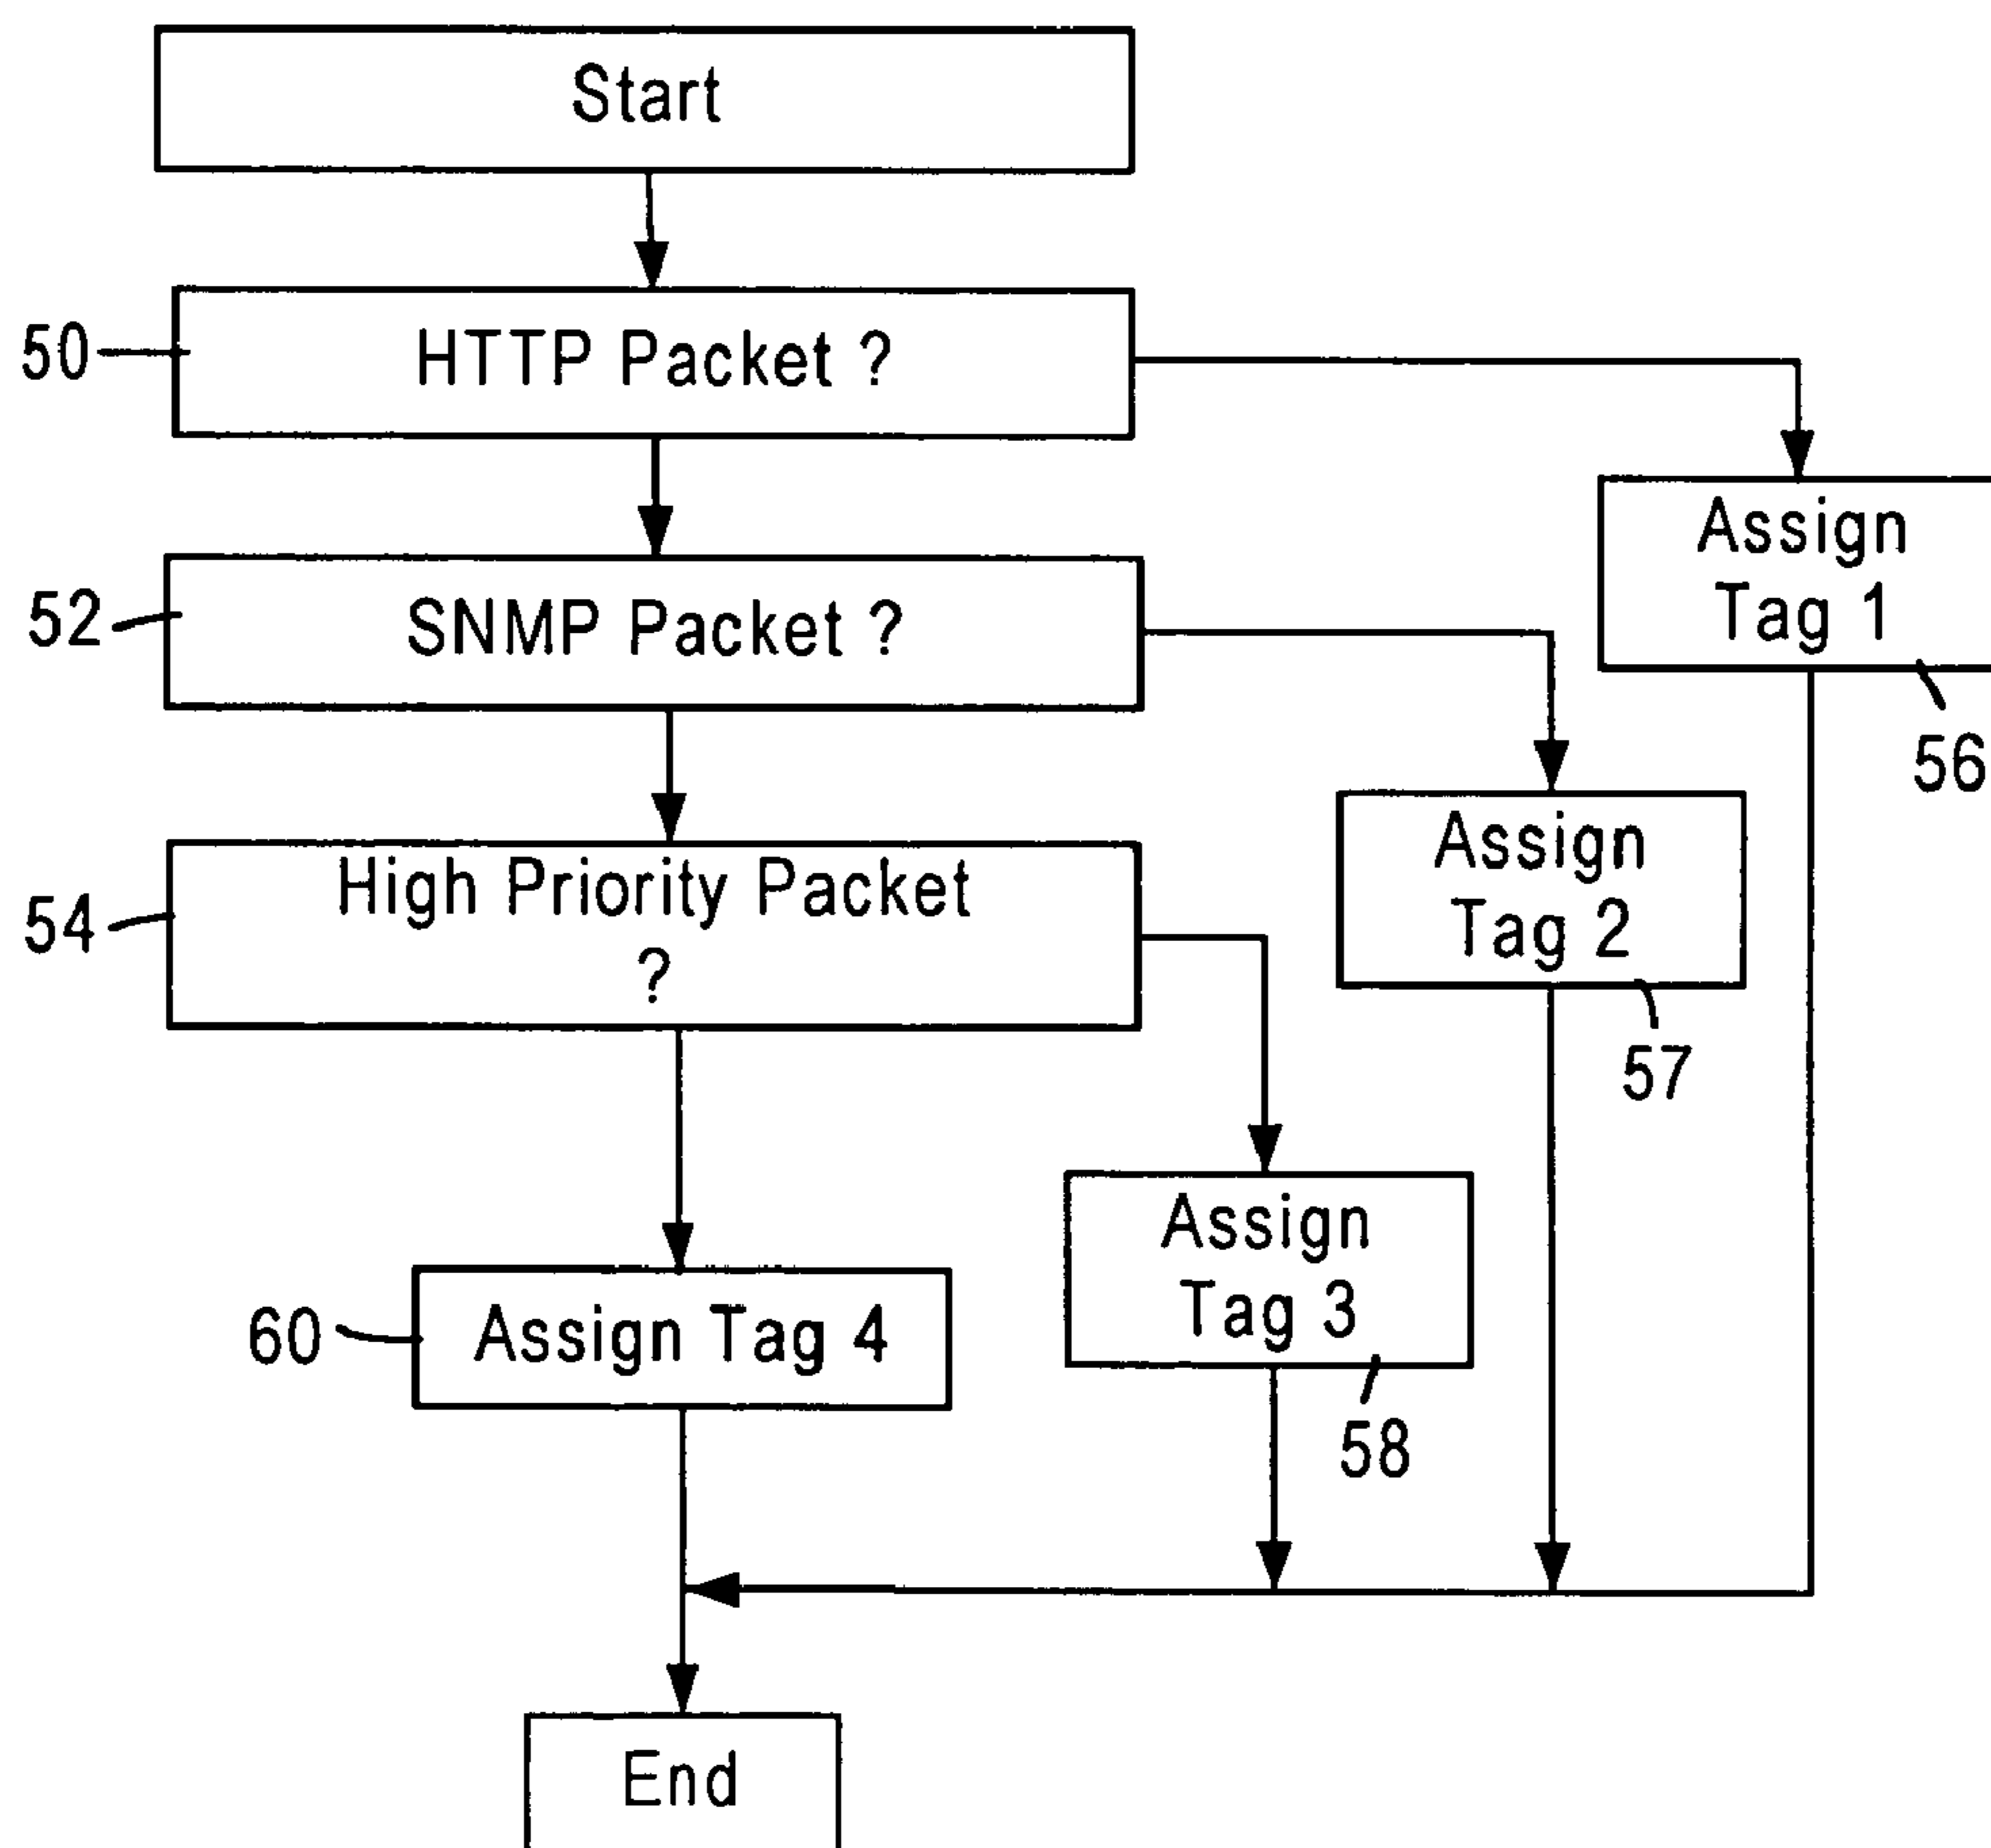 Start
50
HTTP Packet ?
Assign
Tag 1
56
52
SNMP Packet ?
Assign
Tag 2
57
54
High Priority Packet
?
Assign
Tag 3
58
60
Assign Tag 4
End